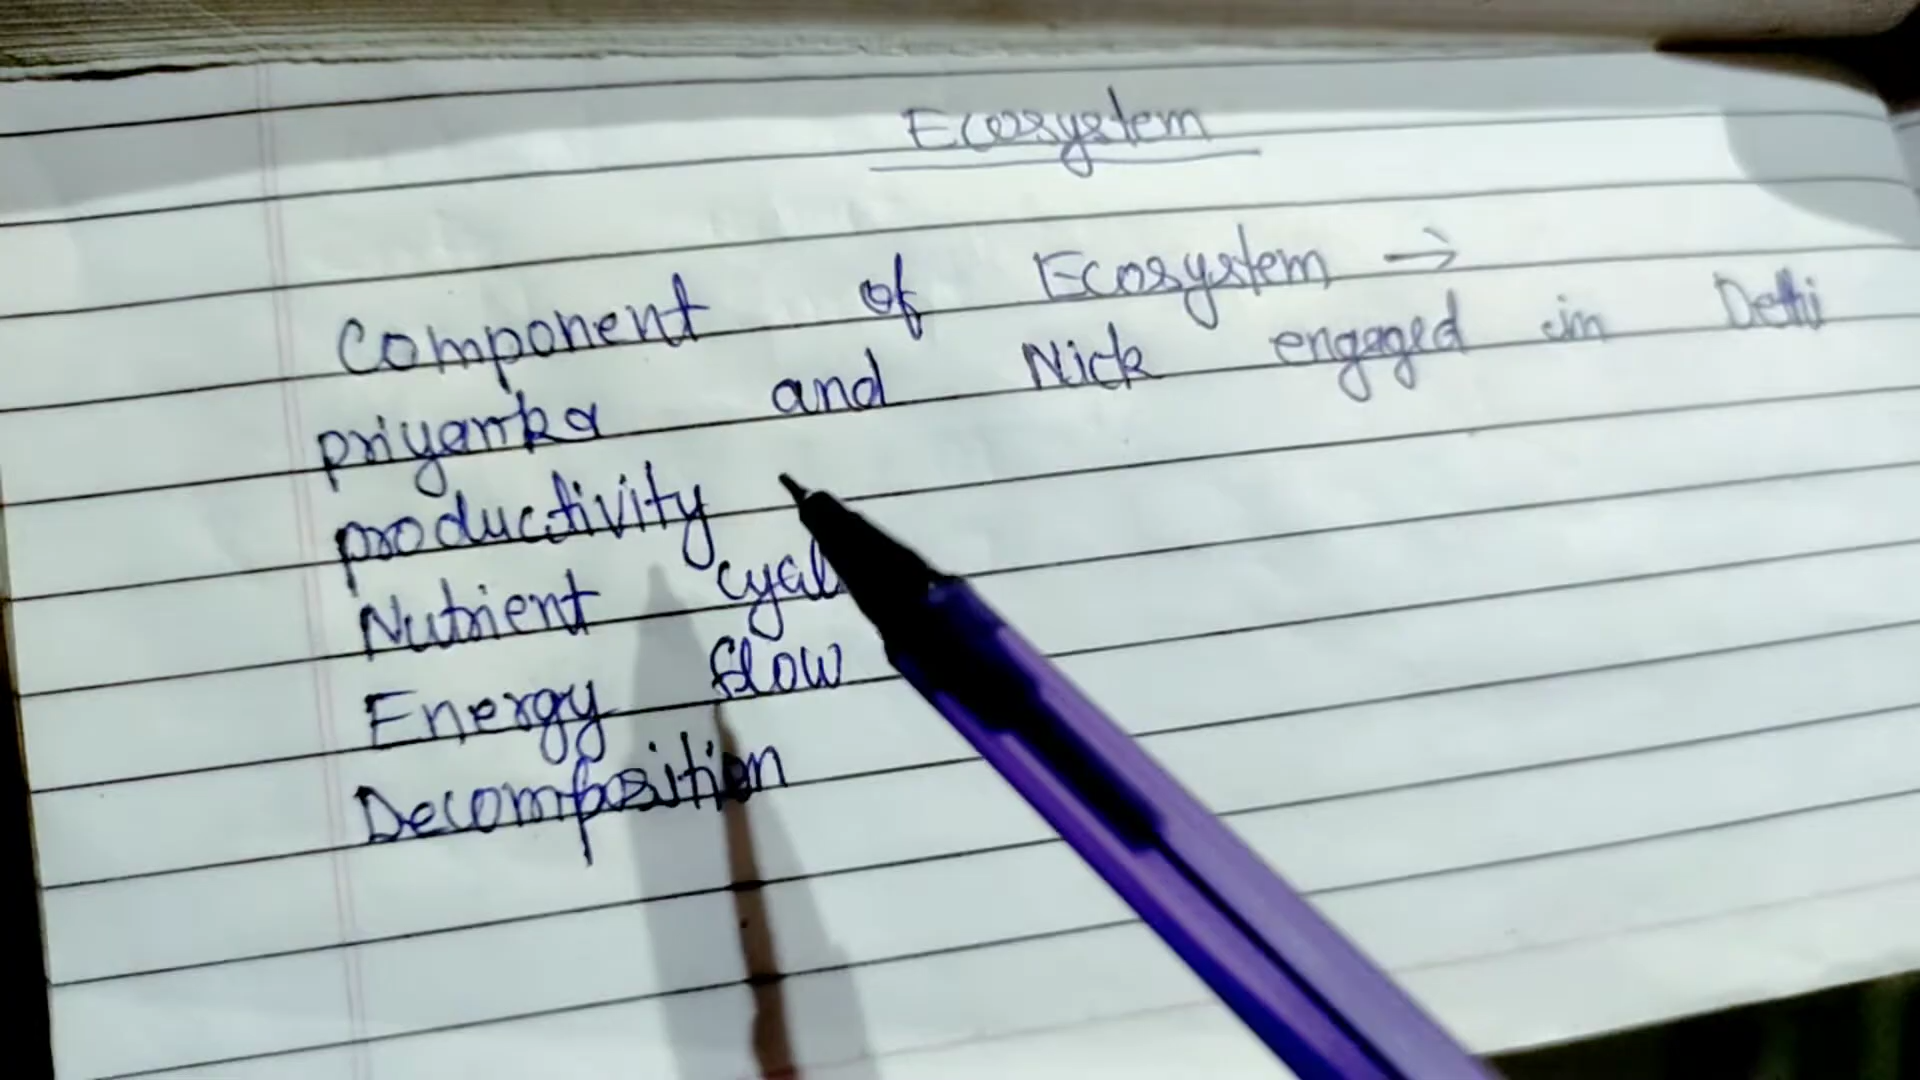 Ecosystem
Component of Ecosystem →
priyanka and Nick engaged in Delhi
productivity
Nutrient
Energy flow
Decomposition